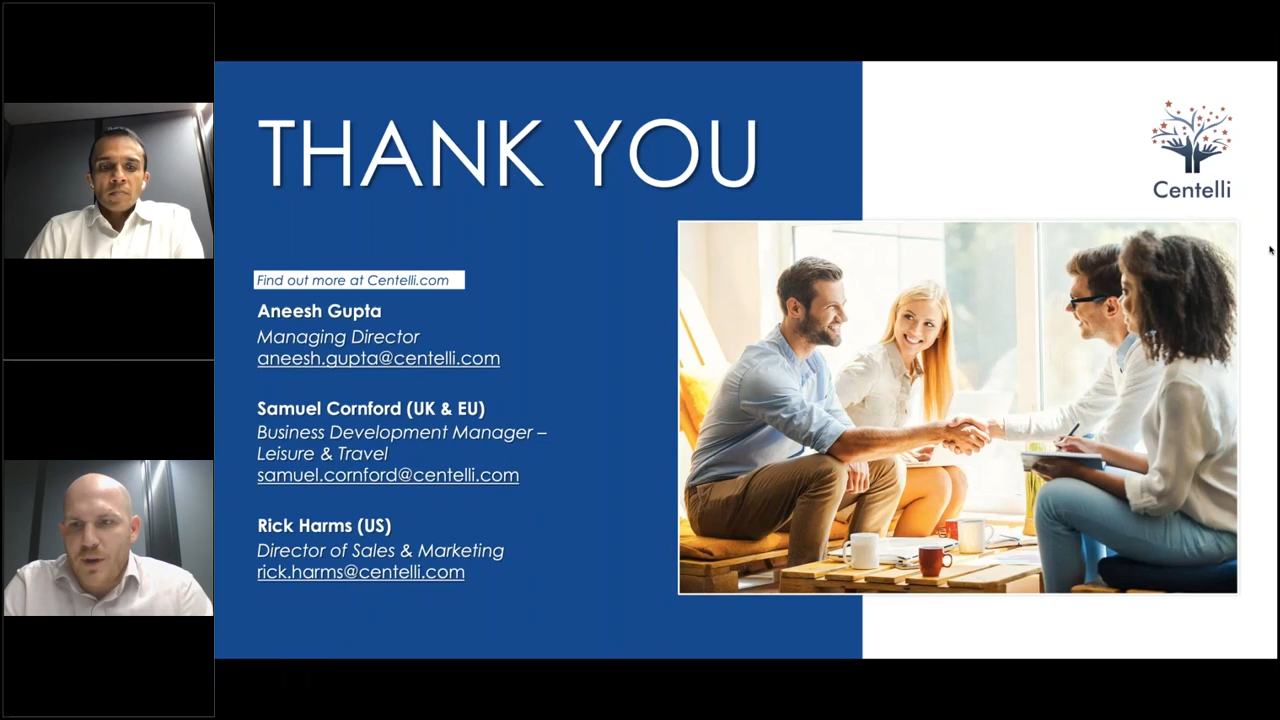 THANK YOU
Centelli
Find out more at Centelli.com
Aneesh Gupta
Managing Director
aneesh.gupta@centelli.com
Samuel Cornford (UK & EU)
Business Development Manager –
Leisure & Travel
samuel.cornford@centelli.com
Rick Harms (US)
Director of Sales & Marketing
rick.harms@centelli.com